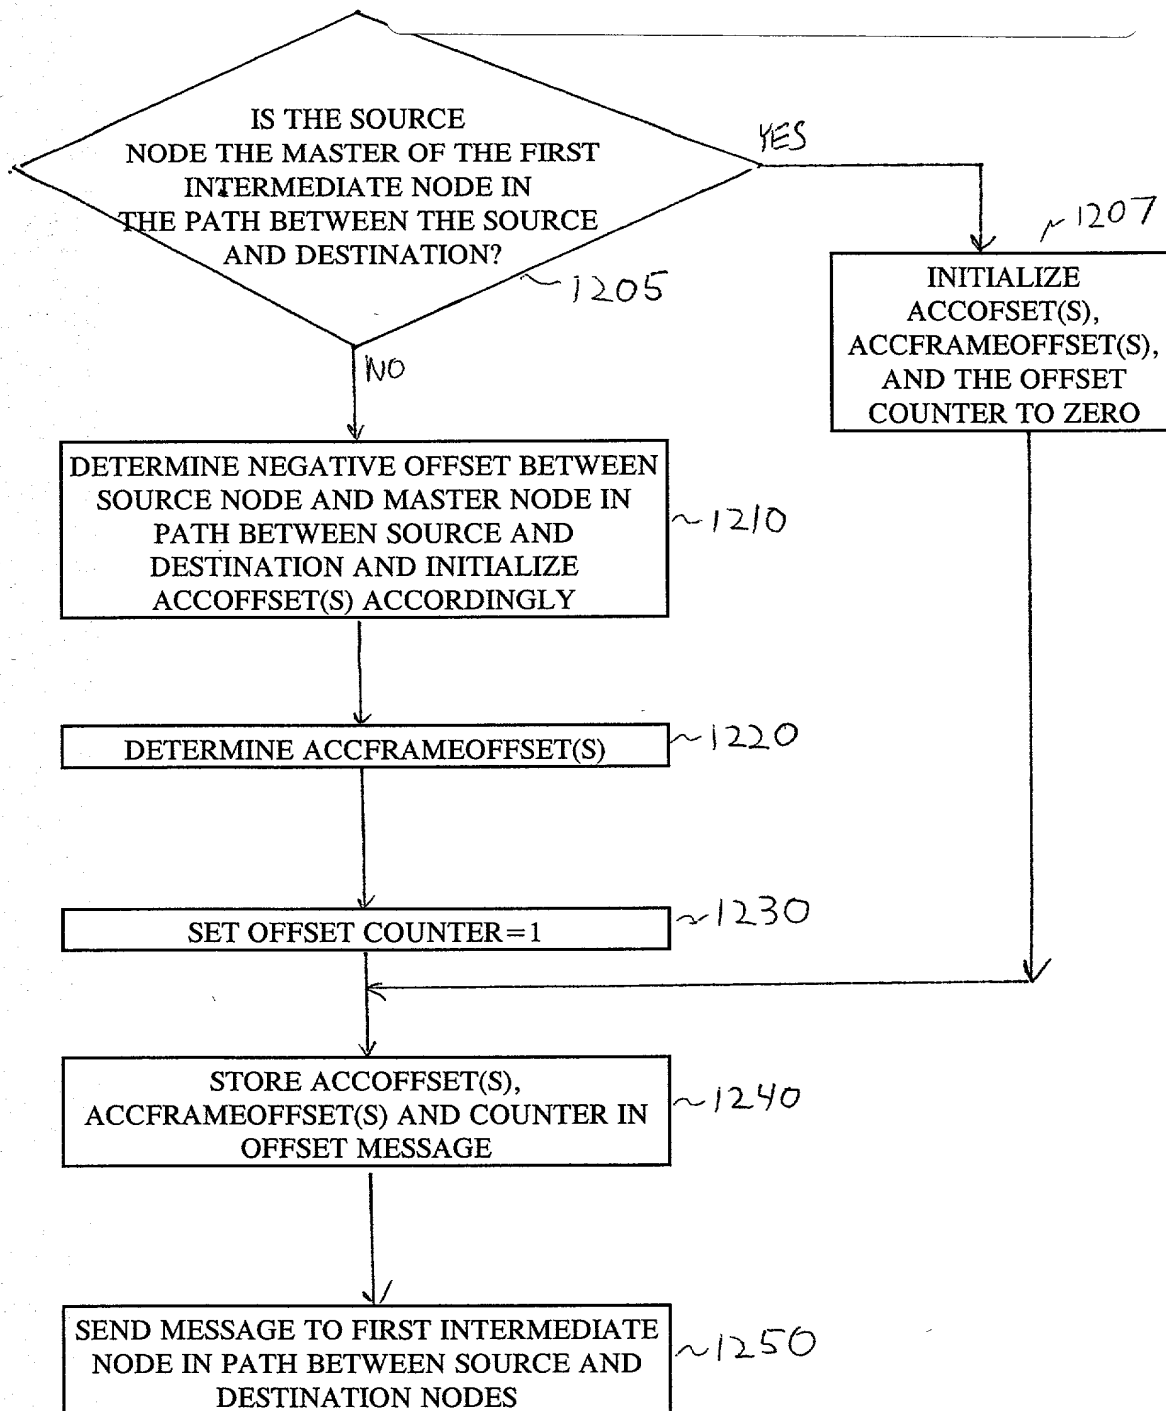 IS THE SOURCE
NODE THE MASTER OF THE FIRST
INTERMEDIATE NODE IN
THE PATH BETWEEN THE SOURCE
AND DESTINATION?
1205
YES
NO
1207
INITIALIZE
ACCOFSET(S),
ACCFRAMEOFFSET(S),
AND THE OFFSET
COUNTER TO ZERO
DETERMINE NEGATIVE OFFSET BETWEEN
SOURCE NODE AND MASTER NODE IN
PATH BETWEEN SOURCE AND
DESTINATION AND INITIALIZE
ACCOFFSET(S) ACCORDINGLY
1210
DETERMINE ACCFRAMEOFFSET(S)
1220
SET OFFSET COUNTER=1
1230
STORE ACCOFFSET(S),
ACCFRAMEOFFSET(S) AND COUNTER IN
OFFSET MESSAGE
1240
SEND MESSAGE TO FIRST INTERMEDIATE
NODE IN PATH BETWEEN SOURCE AND
DESTINATION NODES
1250